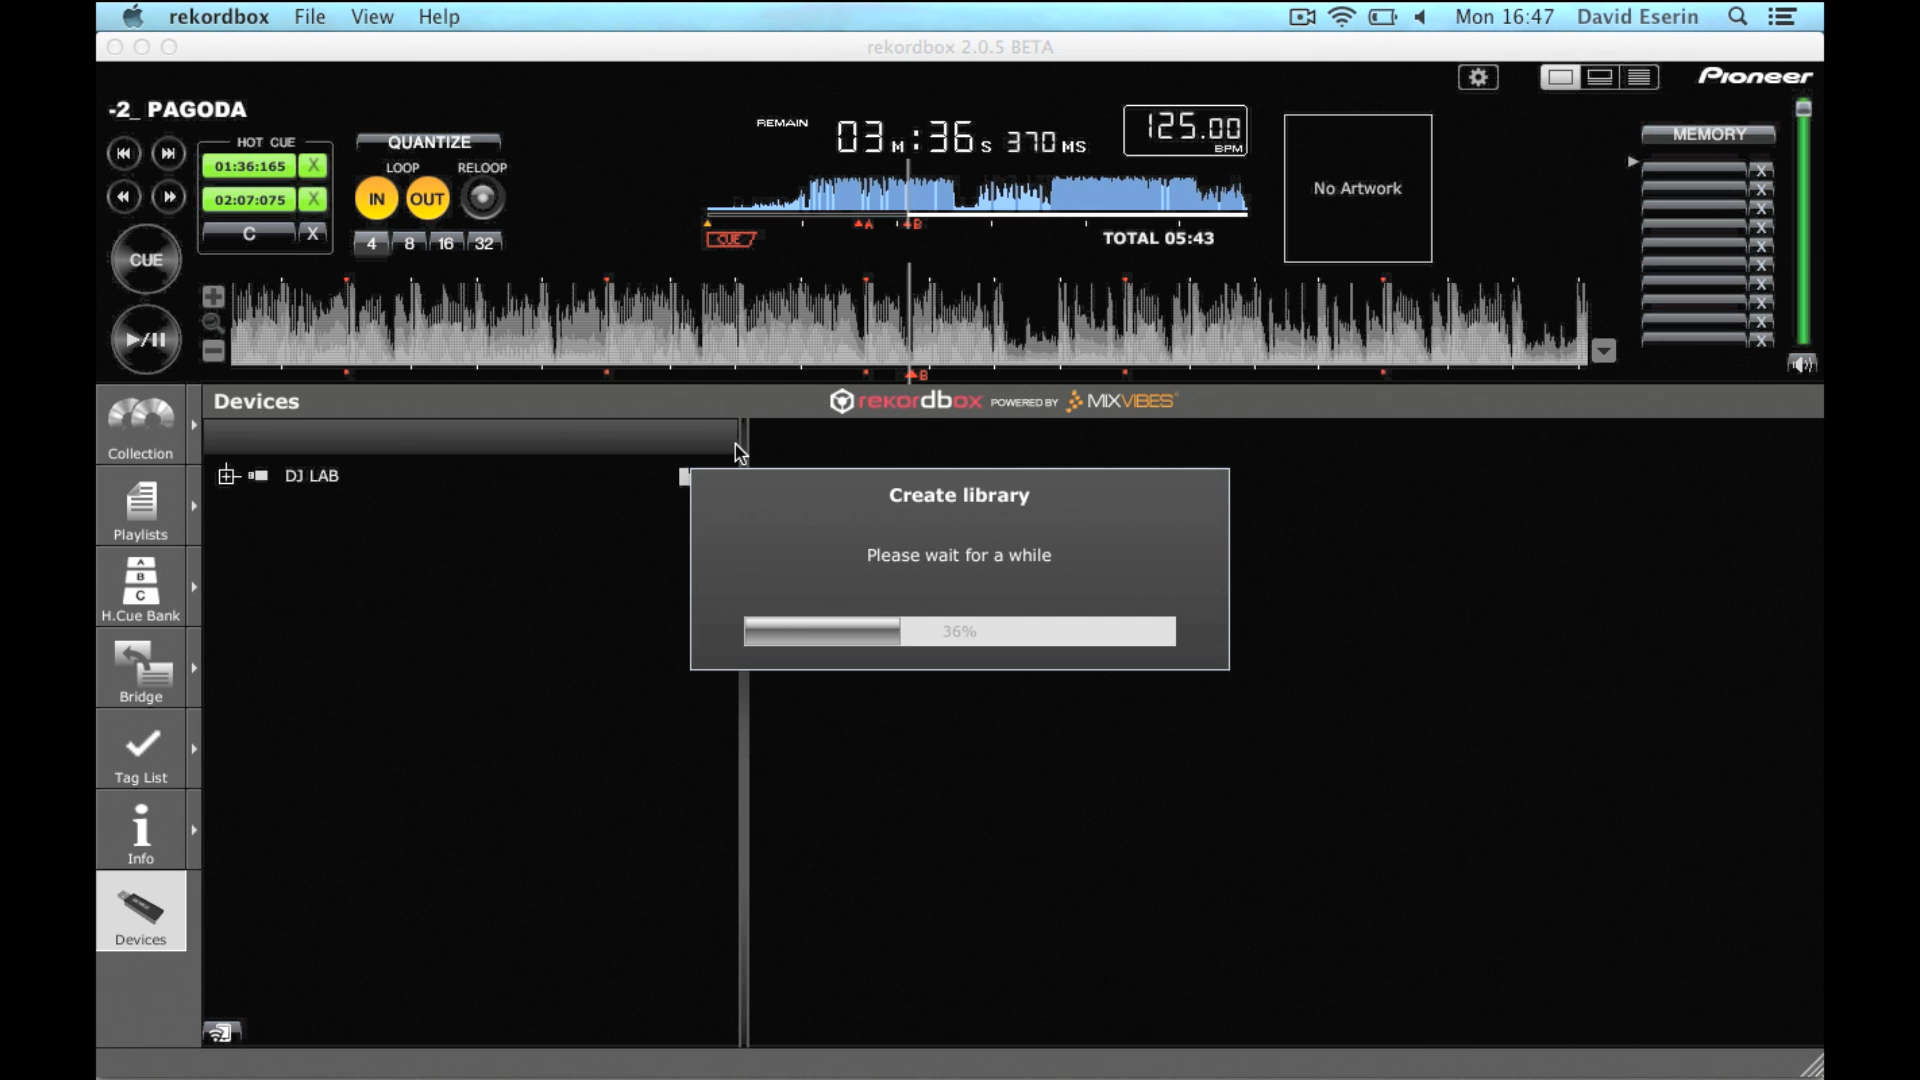 rekordbox File View Help Mon 16:47 David Eserin
rekordbox 2.0.5 BETA
Pioneer
-2_ PAGODA
HOT CUE
01:36:165 X
02:07:075 X
C X
QUANTIZE
LOOP RELOOP
IN OUT
4 8 16 32
CUE
▶/II
REMAIN 03 M : 36 S 370 MS
125.00
BPM
A B
CUE
TOTAL 05:43
No Artwork
MEMORY
X
X
X
X
X
X
X
X
X
X
B
Devices
rekordbox POWERED BY MIXVIBES
Collection
Playlists
A
B
C
H.Cue Bank
Bridge
Tag List
i
Info
Devices
DJ LAB
Create library
Please wait for a while
36%